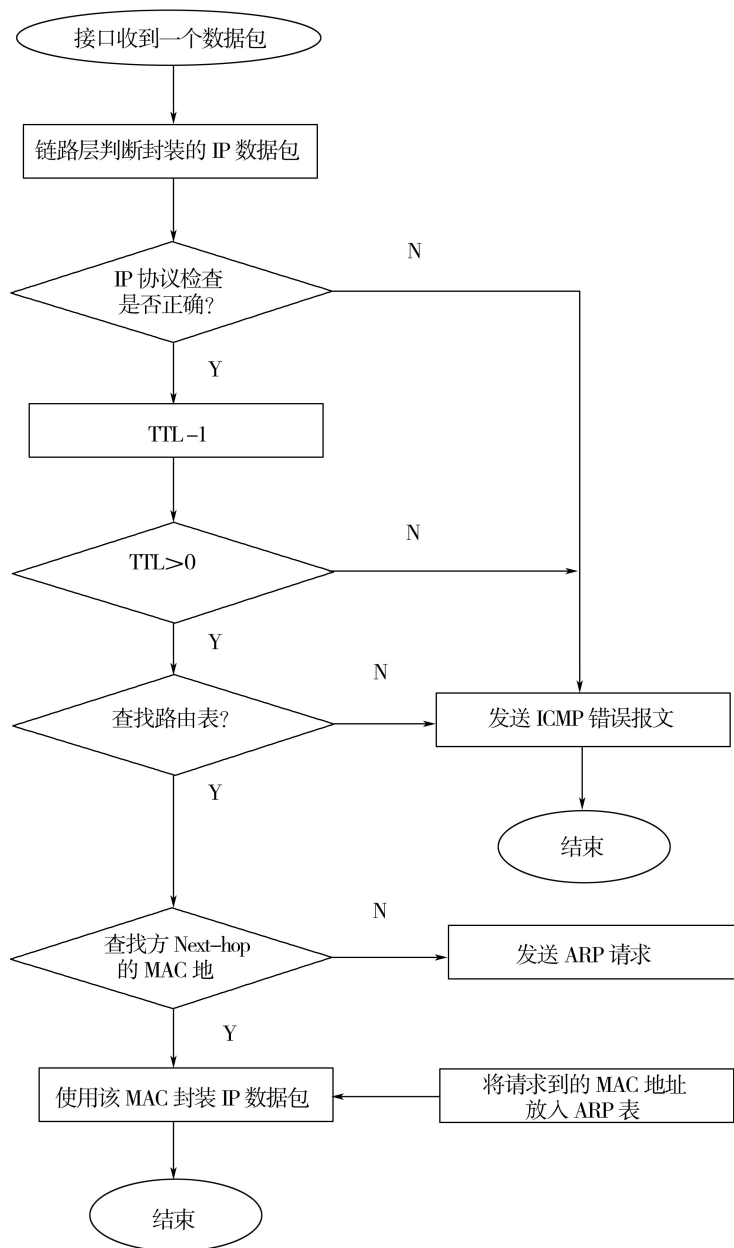 接口收到一个数据包
链路层判断封装的 IP 数据包
N
IP 协议检查
是否正确?
Y
TTL-1
N
TTL>0
Y
N
查找路由表?
发送 ICMP 错误报文
Y
结束
N
查找方 Next-hop
的 MAC 地
发送 ARP 请求
Y
使用该 MAC 封装 IP 数据包
将请求到的 MAC 地址
放入 ARP 表
结束